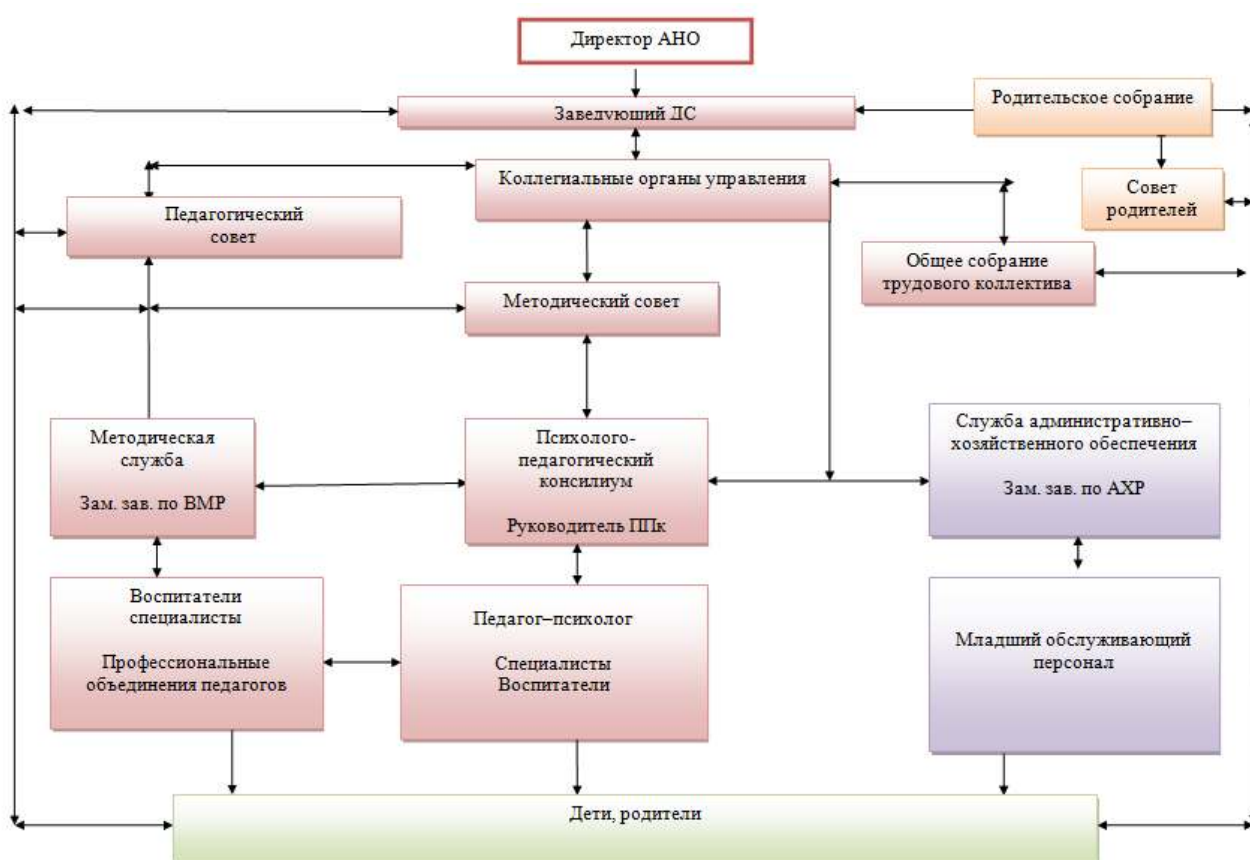 Директор АНО
Заведующий ДС
Родительское собрание
Коллегиальные органы управления
Совет
родителей
Педагогический
совет
Общее собрание
трудового коллектива
Методический совет
Методическая
служба
Зам. зав. по ВМР
Психолого-
педагогический
консилиум
Руководитель ППк
Служба административно–
хозяйственного обеспечения
Зам. зав. по АХР
Воспитатели
специалисты
Профессиональные
объединения педагогов
Педагог–психолог
Специалисты
Воспитатели
Младший обслуживающий
персонал
Дети, родители